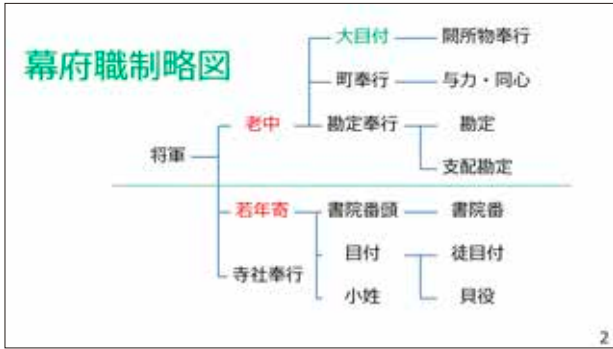 幕府職制略図
大目付 闕所物奉行
町奉行 与力・同心
老中 勘定奉行 勘定
将軍
支配勘定
若年寄 書院番頭 書院番
目付 徒目付
寺社奉行
小姓 貝役
2